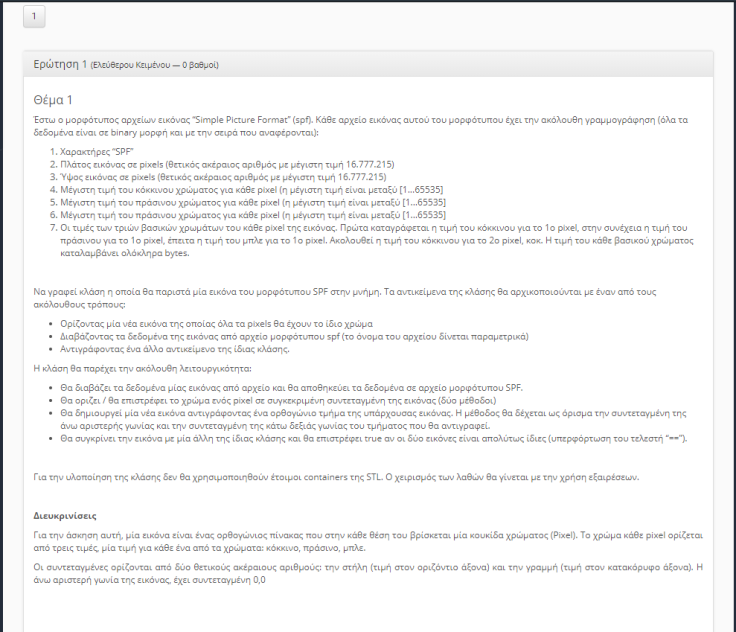 1
Ερώτηση 1 (Ελεύθερου Κειμένου — 0 βαθμοί)
Θέμα 1
Έστω ο μορφότυπος αρχείων εικόνας "Simple Picture Format" (spf). Κάθε αρχείο εικόνας αυτού του μορφότυπου έχει την ακόλουθη γραμμογράφηση (όλα τα
δεδομένα είναι σε binary μορφή και με την σειρά που αναφέρονται):
1. Χαρακτήρες "SPF"
2. Πλάτος εικόνας σε pixels (θετικός ακέραιος αριθμός με μέγιστη τιμή 16.777.215)
3. Ύψος εικόνας σε pixels (θετικός ακέραιος αριθμός με μέγιστη τιμή 16.777.215)
4. Μέγιστη τιμή του κόκκινου χρώματος για κάθε pixel (η μέγιστη τιμή είναι μεταξύ [1...65535]
5. Μέγιστη τιμή του πράσινου χρώματος για κάθε pixel (η μέγιστη τιμή είναι μεταξύ [1...65535]
6. Μέγιστη τιμή του πράσινου χρώματος για κάθε pixel (η μέγιστη τιμή είναι μεταξύ [1...65535]
7. Οι τιμές των τριών βασικών χρωμάτων του κάθε pixel της εικόνας. Πρώτα καταγράφεται η τιμή του κόκκινου για το 1ο pixel, στην συνέχεια η τιμή του
πράσινου για το 1ο pixel, έπειτα η τιμή του μπλε για το 1ο pixel. Ακολουθεί η τιμή του κόκκινου για το 2ο pixel, κοκ. Η τιμή του κάθε βασικού χρώματος
καταλαμβάνει ολόκληρα bytes.
Να γραφεί κλάση η οποία θα παριστά μία εικόνα του μορφότυπου SPF στην μνήμη. Τα αντικείμενα της κλάσης θα αρχικοποιούνται με έναν από τους
ακόλουθους τρόπους:
• Ορίζοντας μία νέα εικόνα της οποίας όλα τα pixels θα έχουν το ίδιο χρώμα
• Διαβάζοντας τα δεδομένα της εικόνας από αρχείο μορφότυπου spf (το όνομα του αρχείου δίνεται παραμετρικά)
• Αντιγράφοντας ένα άλλο αντικείμενο της ίδιας κλάσης.
Η κλάση θα παρέχει την ακόλουθη λειτουργικότητα:
• Θα διαβάζει τα δεδομένα μίας εικόνας από αρχείο και θα αποθηκεύει τα δεδομένα σε αρχείο μορφότυπου SPF.
• Θα οριζει / θα επιστρέφει το χρώμα ενός pixel σε συγκεκριμένη συντεταγμένη της εικόνας (δύο μέθοδοι)
• Θα δημιουργεί μία νέα εικόνα αντιγράφοντας ένα ορθογώνιο τμήμα της υπάρχουσας εικόνας. Η μέθοδος θα δέχεται ως όρισμα την συντεταγμένη της
άνω αριστερής γωνίας και την συντεταγμένη της κάτω δεξιάς γωνίας του τμήματος που θα αντιγραφεί.
• Θα συγκρίνει την εικόνα με μία άλλη της ίδιας κλάσης και θα επιστρέφει true αν οι δύο εικόνες είναι απολύτως ίδιες (υπερφόρτωση του τελεστή "==").
Για την υλοποίηση της κλάσης δεν θα χρησιμοποιηθούν έτοιμοι containers της STL. Ο χειρισμός των λαθών θα γίνεται με την χρήση εξαιρέσεων.
Διευκρινίσεις
Για την άσκηση αυτή, μία εικόνα είναι ένας ορθογώνιος πίνακας που στην κάθε θέση του βρίσκεται μία κουκίδα χρώματος (Pixel). Το χρώμα κάθε pixel ορίζεται
από τρεις τιμές, μία τιμή για κάθε ένα από τα χρώματα: κόκκινο, πράσινο, μπλε.
Οι συντεταγμένες ορίζονται από δύο θετικούς ακέραιους αριθμούς: την στήλη (τιμή στον οριζόντιο άξονα) και την γραμμή (τιμή στον κατακόρυφο άξονα). Η
άνω αριστερή γωνία της εικόνας, έχει συντεταγμένη 0,0